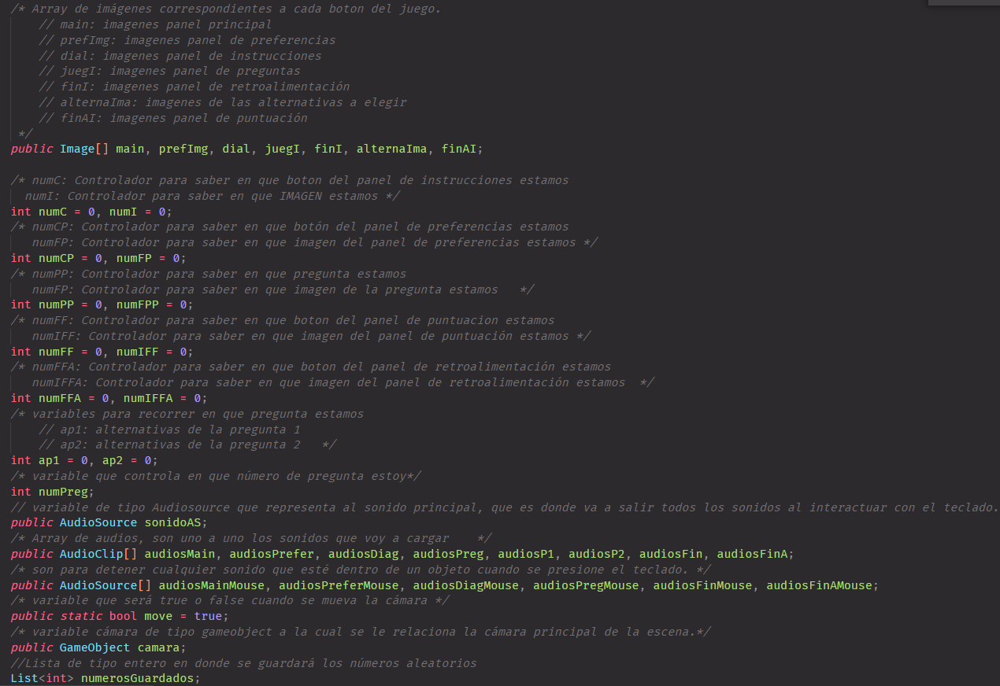 /* Array de imágenes correspondientes a cada boton del juego.
// main: imagenes panel principal
// prefImg: imagenes panel de preferencias
// dial: imagenes panel de instrucciones
// juegI: imagenes panel de preguntas
// finI: imagenes panel de retroalimentación
// alternaIma: imagenes de las alternativas a elegir
// finAI: imagenes panel de puntuación
*/
public Image[] main, prefImg, dial, juegI, finI, alternaIma, finAI;
/* numC: Controlador para saber en que boton del panel de instrucciones estamos
numI: Controlador para saber en que IMAGEN estamos */
int numC = 0, numI = 0;
/* numCP: Controlador para saber en que botón del panel de preferencias estamos
numFP: Controlador para saber en que imagen del panel de preferencias estamos */
int numCP = 0, numFP = 0;
/* numPP: Controlador para saber en que pregunta estamos
numFP: Controlador para saber en que imagen de la pregunta estamos   */
int numPP = 0, numFPP = 0;
/* numFF: Controlador para saber en que boton del panel de puntuacion estamos
numIFF: Controlador para saber en que imagen del panel de puntuación estamos */
int numFF = 0, numIFF = 0;
/* numFFA: Controlador para saber en que boton del panel de retroalimentación estamos
numIFFA: Controlador para saber en que imagen del panel de retroalimentación estamos  */
int numFFA = 0, numIFFA = 0;
/* variables para recorrer en que pregunta estamos
// ap1: alternativas de la pregunta 1
// ap2: alternativas de la pregunta 2   */
int ap1 = 0, ap2 = 0;
/* variable que controla en que número de pregunta estoy*/
int numPreg;
// variable de tipo Audiosource que representa al sonido principal, que es donde va a salir todos los sonidos al interactuar con el teclado.
public AudioSource sonidoAS;
/* Array de audios, son uno a uno los sonidos que voy a cargar    */
public AudioClip[] audiosMain, audiosPrefer, audiosDiag, audiosPreg, audiosP1, audiosP2, audiosFin, audiosFinA;
/* son para detener cualquier sonido que esté dentro de un objeto cuando se presione el teclado. */
public AudioSource[] audiosMainMouse, audiosPreferMouse, audiosDiagMouse, audiosPregMouse, audiosFinMouse, audiosFinAMouse;
/* variable que será true o false cuando se mueva la cámara */
public static bool move = true;
/* variable cámara de tipo gameobject a la cual se le relaciona la cámara principal de la escena.*/
public GameObject camara;
//Lista de tipo entero en donde se guardará los números aleatorios
List<int> numerosGuardados;